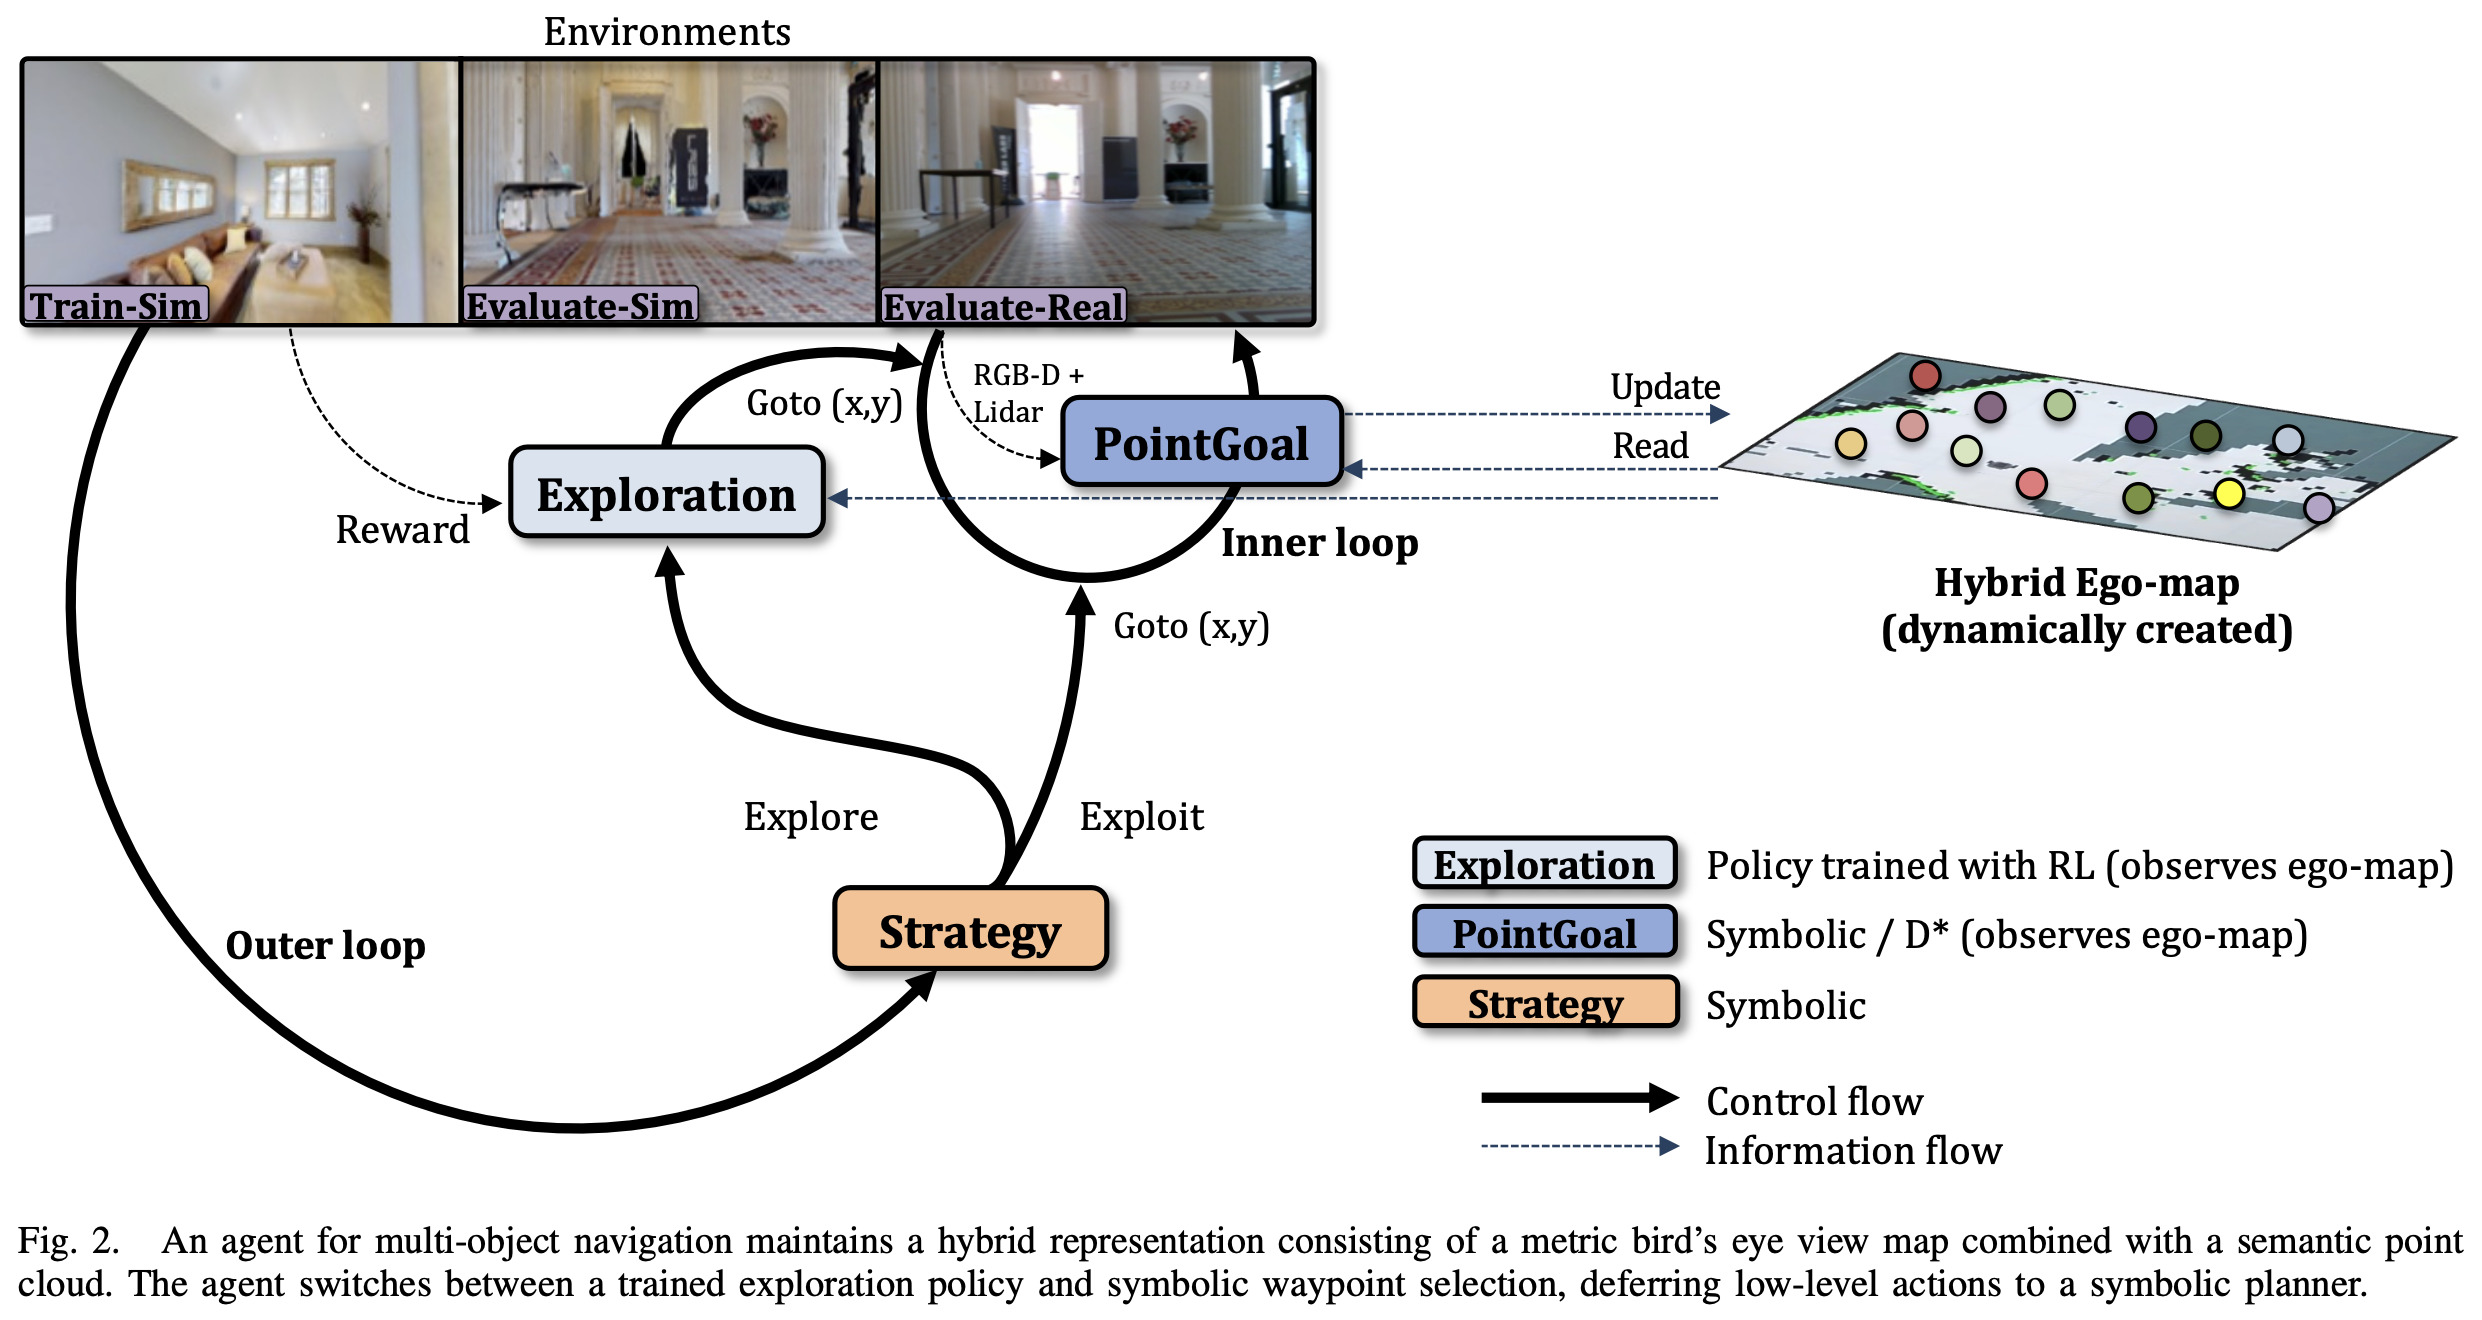 Environments
Train-Sim
Evaluate-Sim
Evaluate-Real
RGB-D +
Lidar
Goto (x,y)
Update
PointGoal
Read
Exploration
Reward
Inner loop
Hybrid Ego-map
(dynamically created)
Goto (x,y)
Explore
Exploit
Strategy
Outer loop
Exploration Policy trained with RL (observes ego-map)
PointGoal Symbolic / D* (observes ego-map)
Strategy Symbolic
Control flow
Information flow
Fig. 2. An agent for multi-object navigation maintains a hybrid representation consisting of a metric bird's eye view map combined with a semantic point
cloud. The agent switches between a trained exploration policy and symbolic waypoint selection, deferring low-level actions to a symbolic planner.